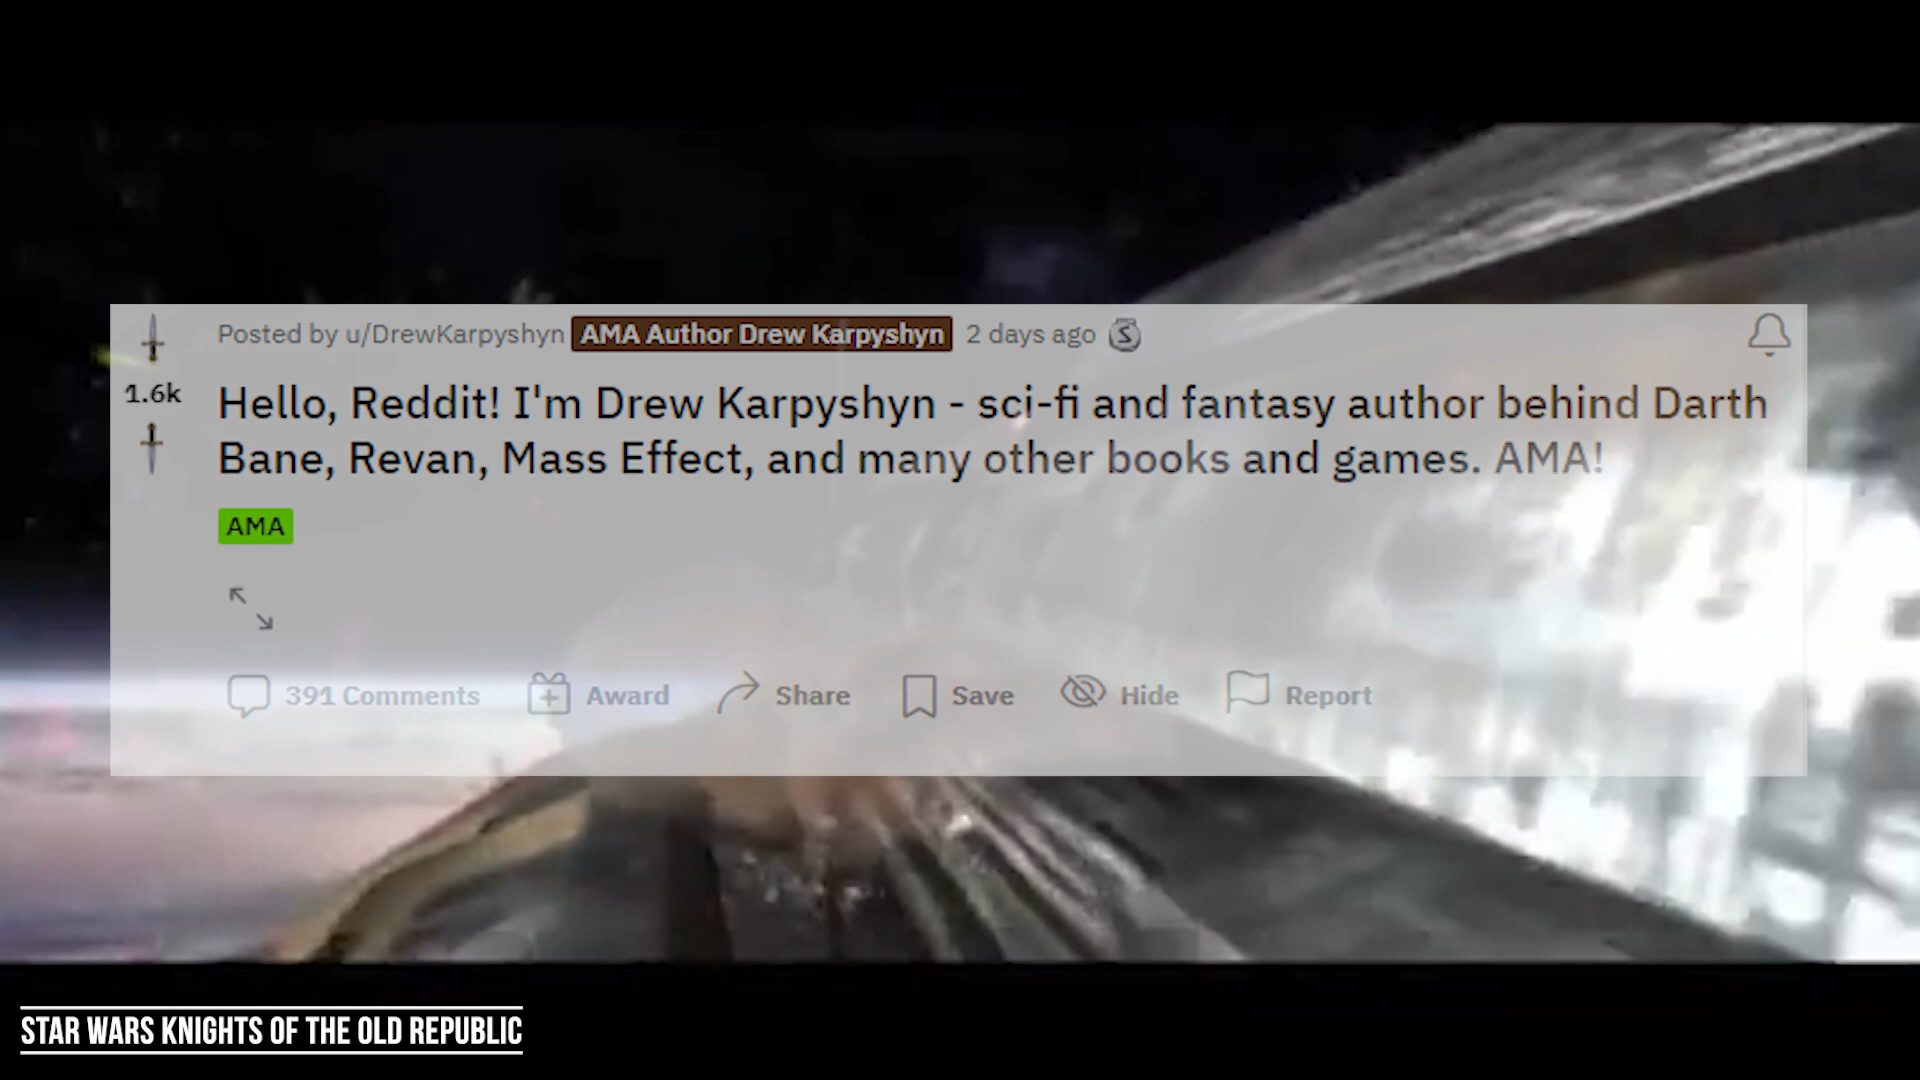 Posted by u/DrewKarpyshyn AMA Author Drew Karpyshyn 2 days ago
1.6k
Hello, Reddit! I'm Drew Karpyshyn - sci-fi and fantasy author behind Darth
Bane, Revan, Mass Effect, and many other books and games. AMA!
AMA
391 Comments Award Share Save Hide Report
STAR WARS KNIGHTS OF THE OLD REPUBLIC